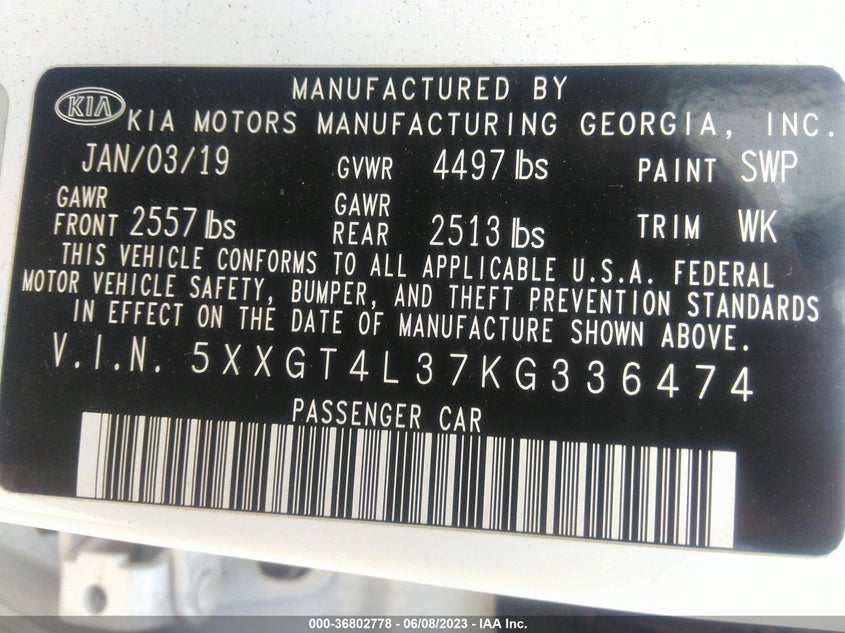 MANUFACTURED BY
KIA KIA MOTORS MANUFACTURING GEORGIA, INC.
JAN/03/19 GVWR 4497 lbs PAINT SWP
GAWR FRONT 2557 lbs GAWR REAR 2513 lbs TRIM WK
THIS VEHICLE CONFORMS TO ALL APPLICABLE U.S.A. FEDERAL
MOTOR VEHICLE SAFETY, BUMPER, AND THEFT PREVENTION STANDARDS
IN EFFECT ON THE DATE OF MANUFACTURE SHOWN ABOVE.
V.I.N. 5XXGT4L37KG336474
PASSENGER CAR
000-36802778 - 06/08/2023 - IAA Inc.